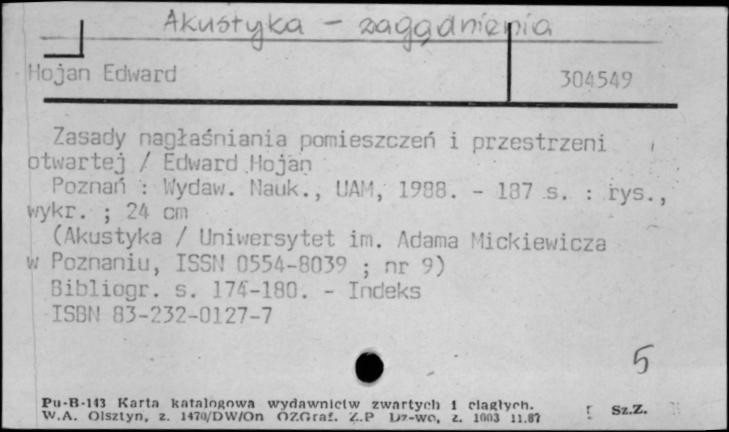 Akustyka - zagadnienia
Hojan Edward 304549
Zasady nagłaśniania pomieszczeń i przestrzeni
otwartej / Edward Hojan
Poznań : Wydaw. Nauk., UAM, 1988. - 187 s. : rys.,
wykr. ; 24 cm
(Akustyka / Uniwersytet im. Adama Mickiewicza
w Poznaniu, ISSN 0554-8039 ; nr 9)
Bibliogr. s. 174-180. - Indeks
ISBN 83-232-0127-7
5
Pu-B-143 Karta katalogowa wydawnictw zwartych i ciągłych.
W.A. Olsztyn, z. 1470/DW/On OZGraf. Z.P Dz-wo, z. 1003 11.87 Sz.Z.